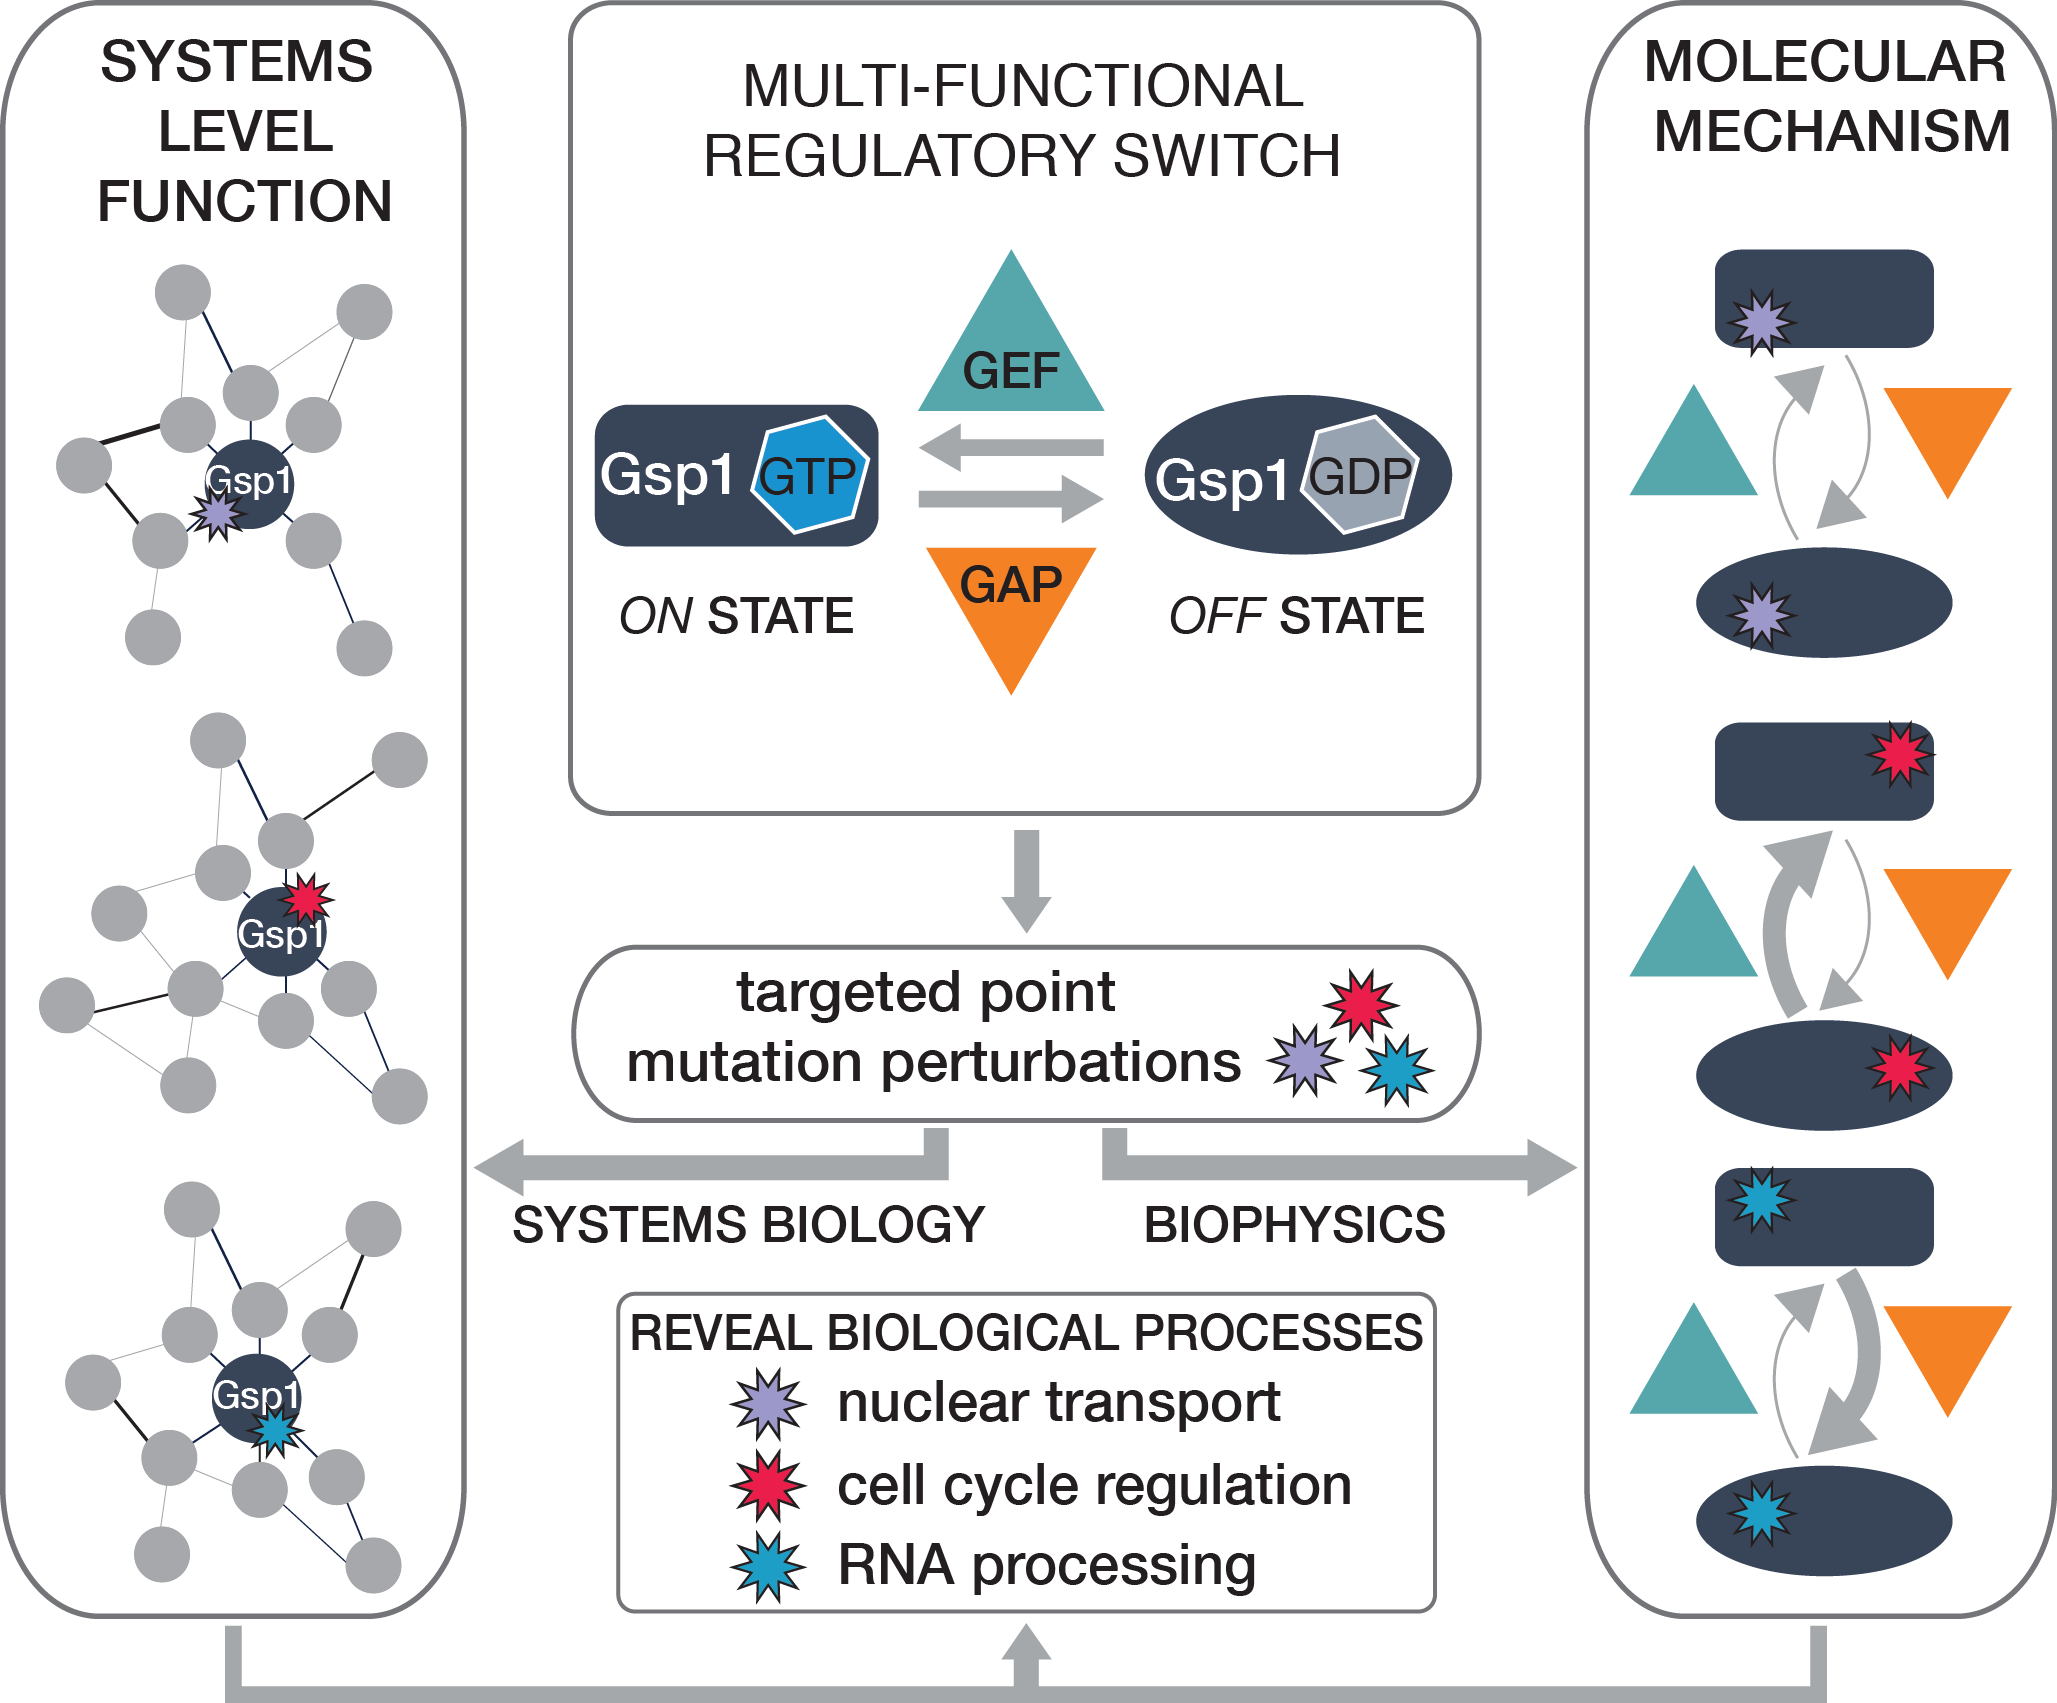 SYSTEMS
LEVEL
FUNCTION
Gsp1
Gsp1
Gsp1
MULTI-FUNCTIONAL
REGULATORY SWITCH
GEF
Gsp1 GTP
Gsp1 GDP
GAP
ON STATE
OFF STATE
targeted point
mutation perturbations
SYSTEMS BIOLOGY
BIOPHYSICS
REVEAL BIOLOGICAL PROCESSES
nuclear transport
cell cycle regulation
RNA processing
MOLECULAR
MECHANISM